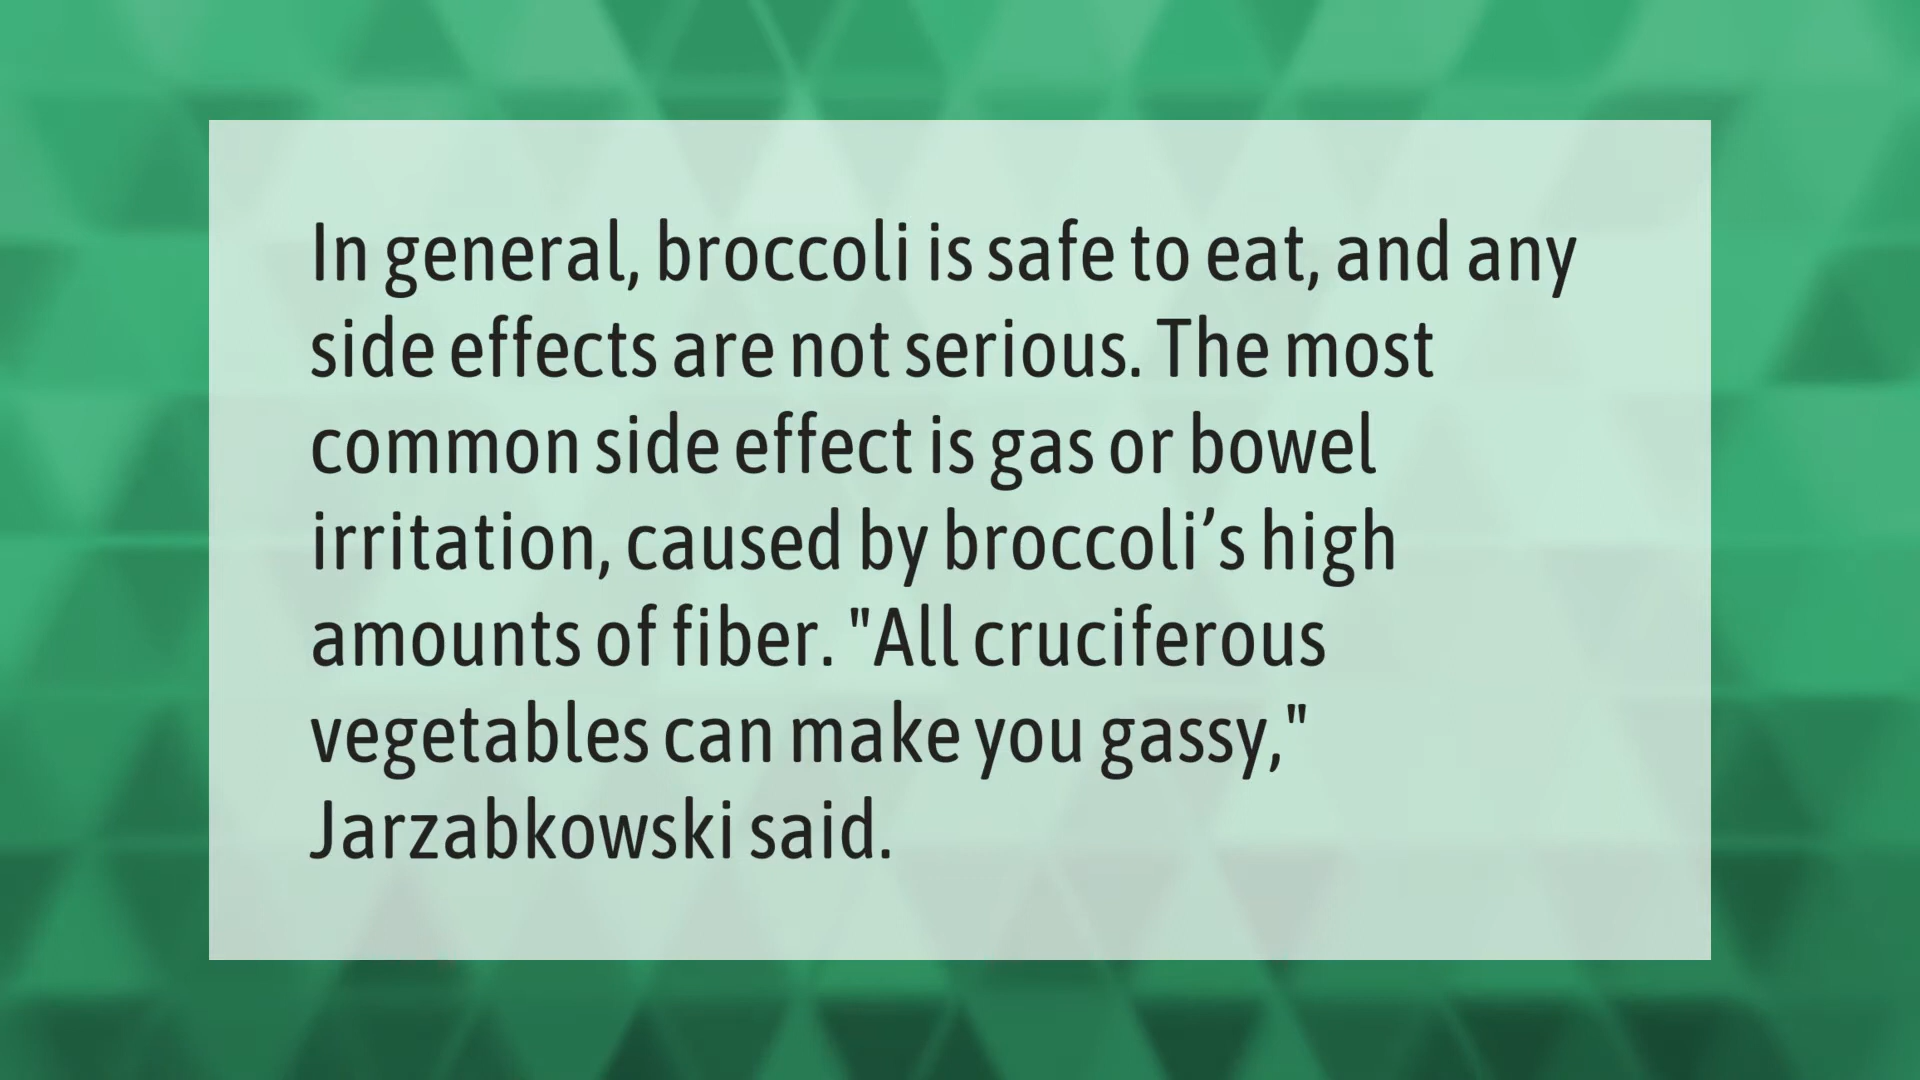 In general, broccoli is safe to eat, and any
side effects are not serious. The most
common side effect is gas or bowel
irritation, caused by broccoli’s high
amounts of fiber. "All cruciferous
vegetables can make you gassy,"
Jarzabkowski said.